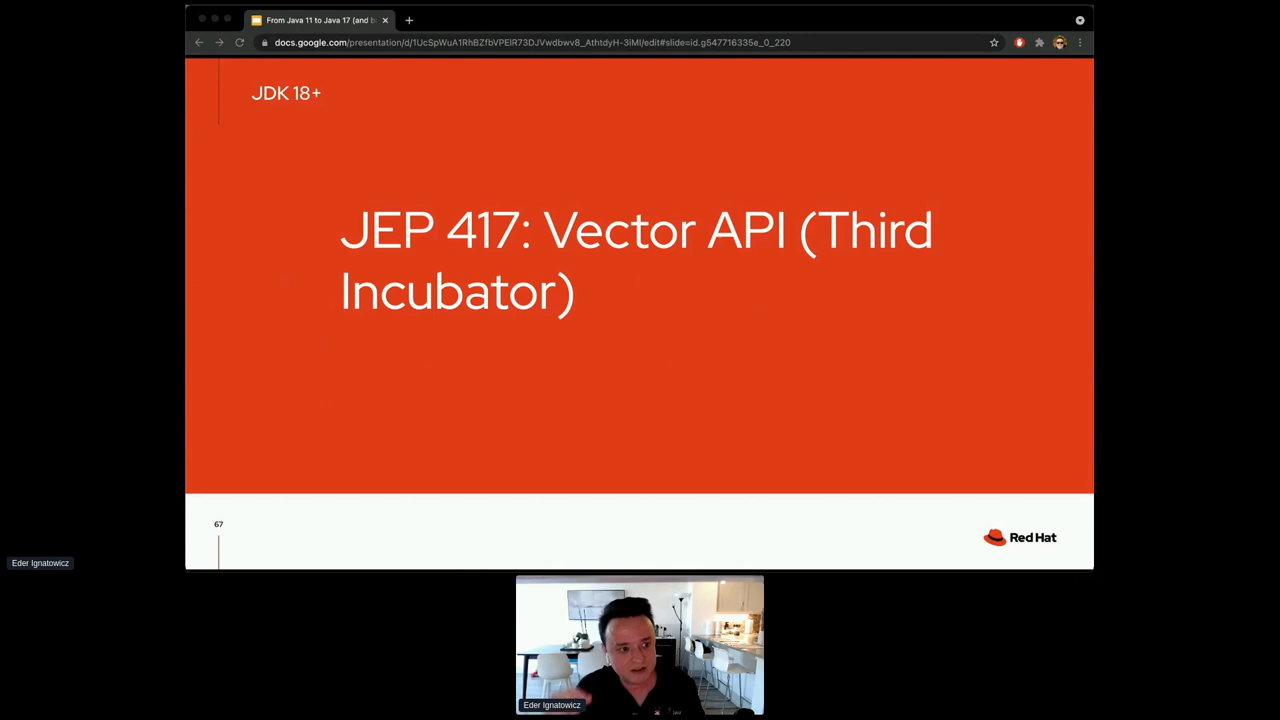 From Java 11 to Java 17 (and b
docs.google.com/presentation/d/1UcSpWuA1RhBZfbVPElR73DJVwdbwv8_AthtdyH-3iMI/edit#slide=id.g547716335e_0_220
JDK 18+
JEP 417: Vector API (Third
Incubator)
67
Red Hat
Eder Ignatowicz
Eder Ignatowicz